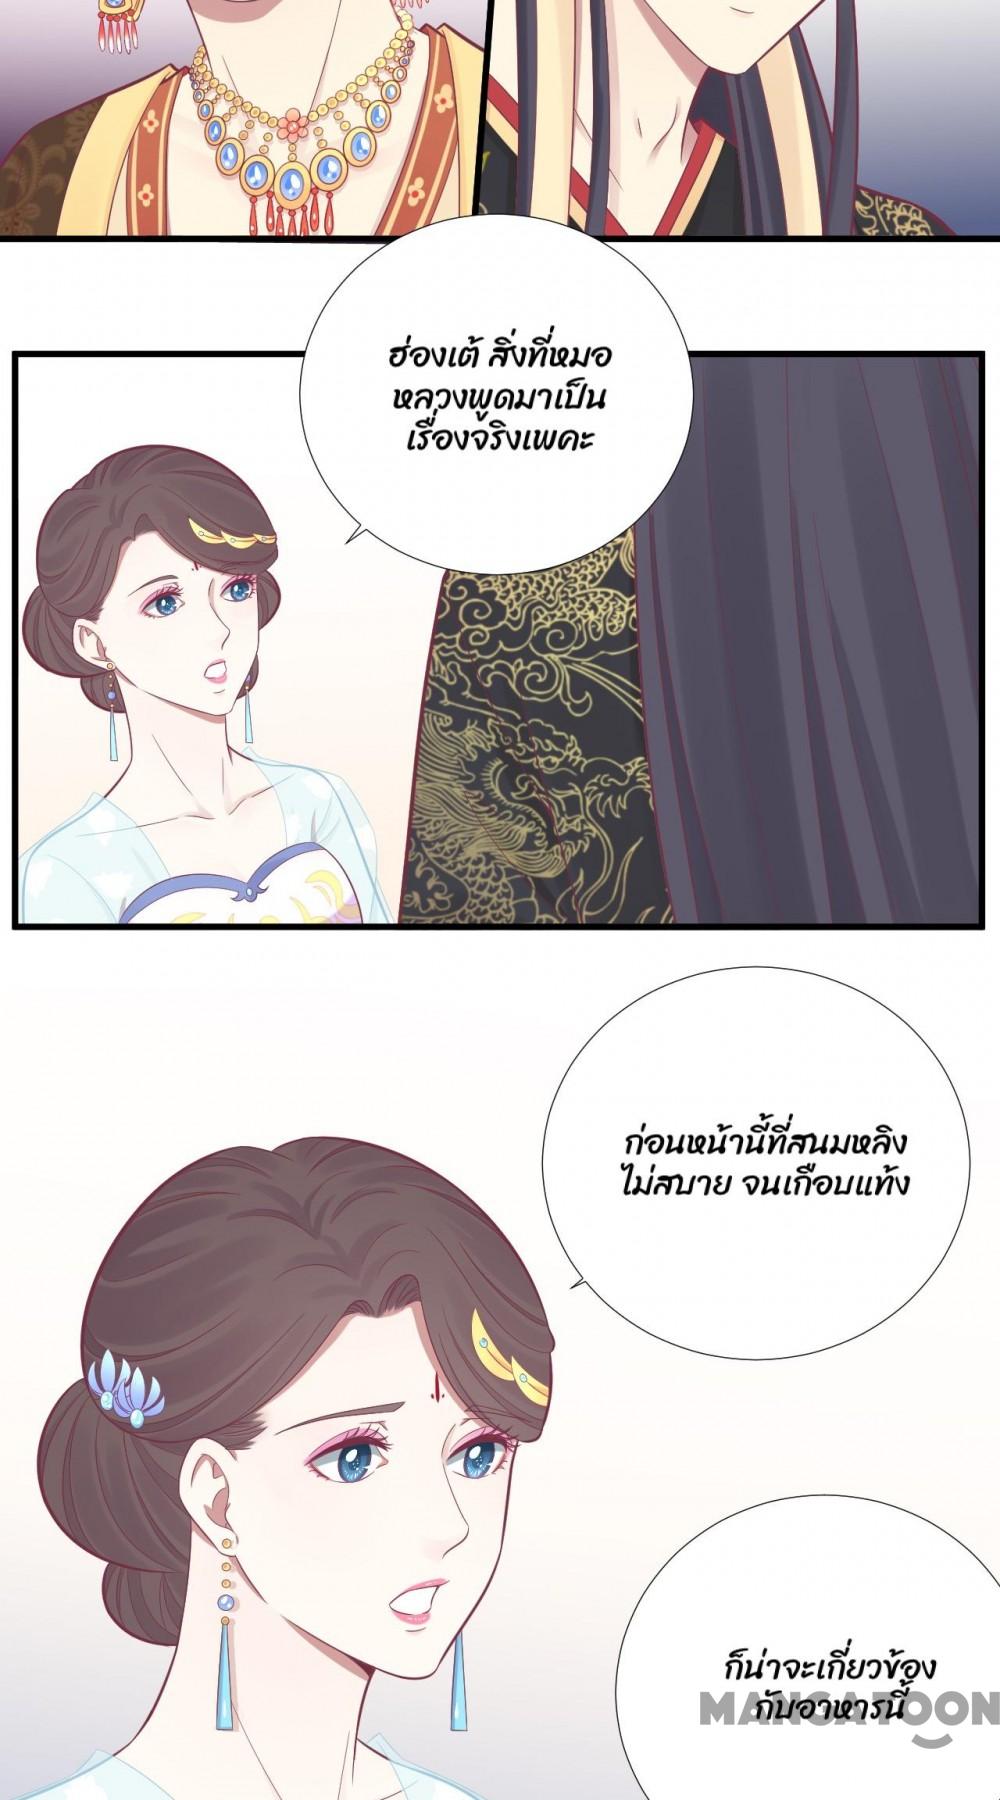 ฮ่องเต้ สิ่งที่หมอ
หลวงพูดมาเป็น
เรื่องจริงเพคะ
ก่อนหน้านี้ที่สนมหลิง
ไม่สบาย จนเกือบแท้ง
ก็น่าจะเกี่ยวข้อง
กับอาหารนี้
MANGATOON